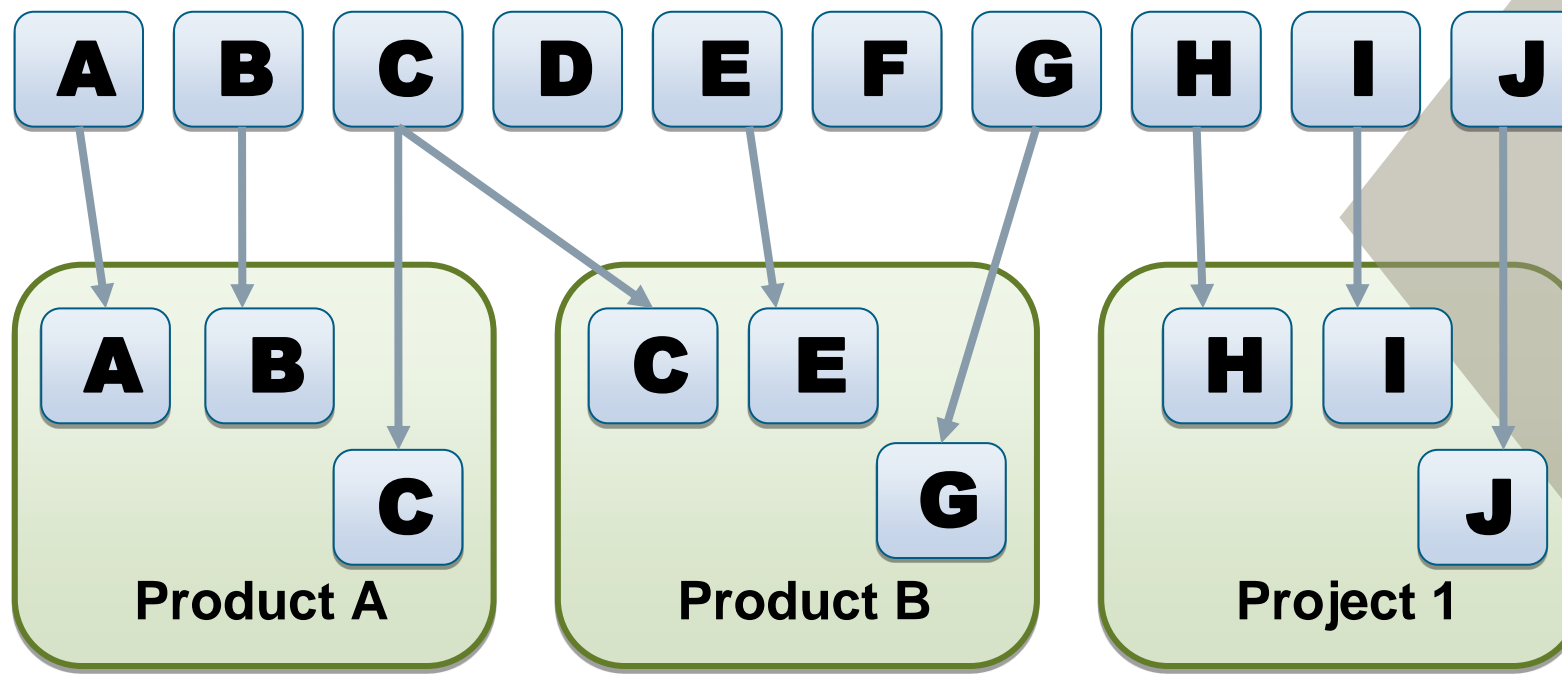 A B C D E F G H I J
A B C E H I
C G J
Product A Product B Project 1